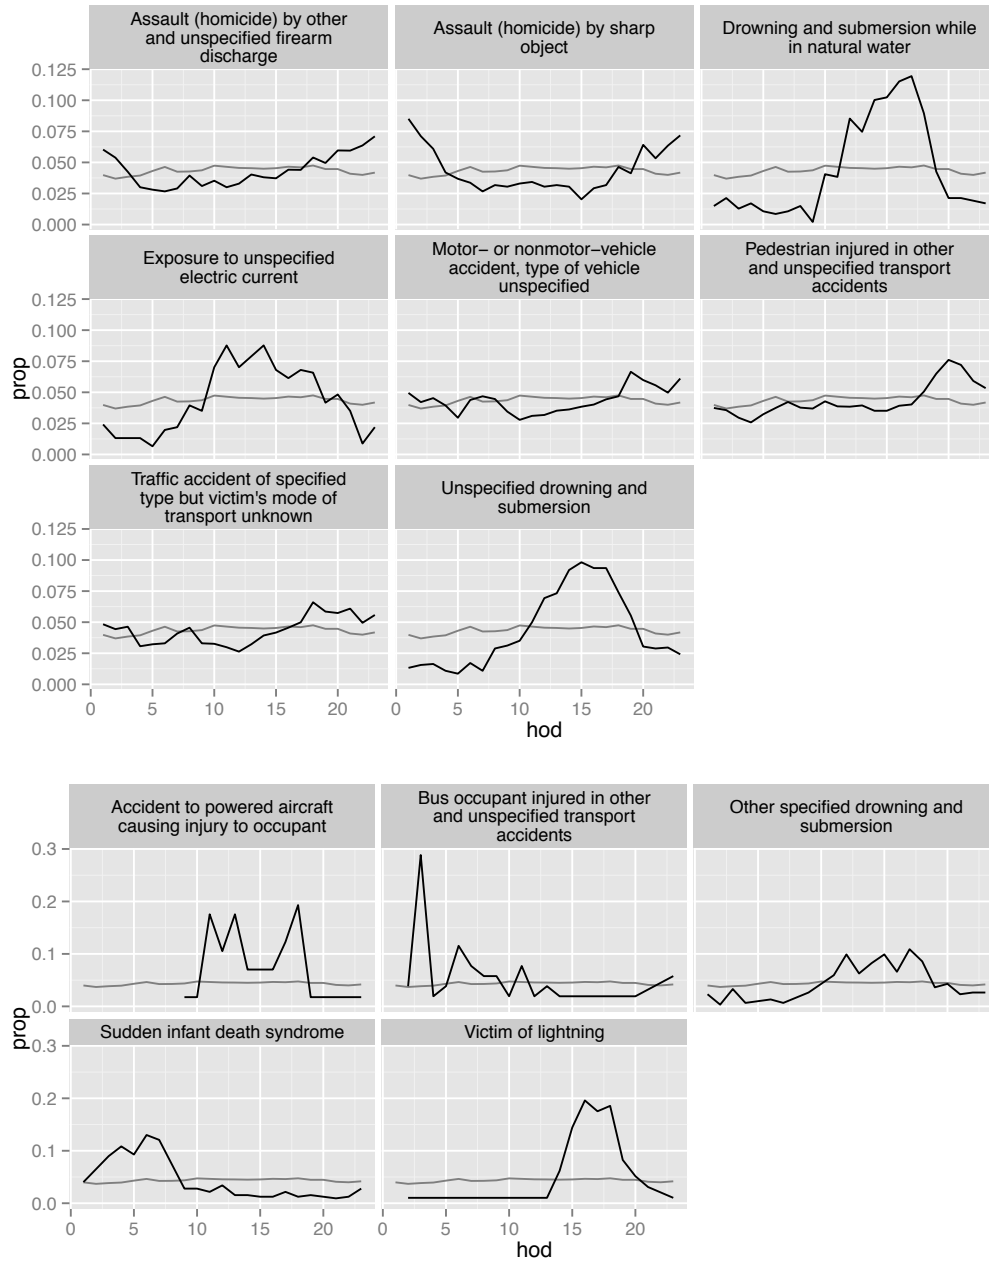 Assault (homicide) by other
and unspecified firearm
discharge
Assault (homicide) by sharp
object
Drowning and submersion while
in natural water
0.125
0.100
0.075
0.050
0.025
0.000
Exposure to unspecified
electric current
Motor− or nonmotor−vehicle
accident, type of vehicle
unspecified
Pedestrian injured in other
and unspecified transport
accidents
0.125
0.100
0.075
0.050
0.025
0.000
prop
Traffic accident of specified
type but victim's mode of
transport unknown
Unspecified drowning and
submersion
0.125
0.100
0.075
0.050
0.025
0.000
0 5 10 15 20 0 5 10 15 20
hod
Accident to powered aircraft
causing injury to occupant
Bus occupant injured in other
and unspecified transport
accidents
Other specified drowning and
submersion
0.3
0.2
0.1
0.0
prop
Sudden infant death syndrome
Victim of lightning
0.3
0.2
0.1
0.0
0 5 10 15 20 0 5 10 15 20
hod